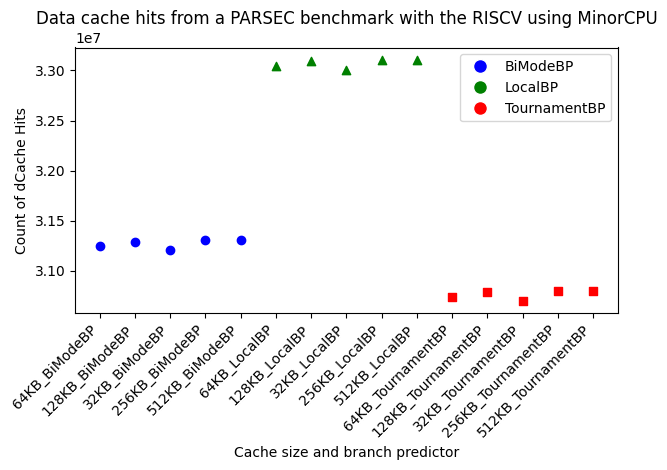 Data cache hits from a PARSEC benchmark with the RISCV using MinorCPU
1e7
BiModeBP
LocalBP
TournamentBP
3.30
3.25
3.20
3.15
3.10
Count of dCache Hits
64KB_BiModeBP
128KB_BiModeBP
32KB_BiModeBP
256KB_BiModeBP
512KB_BiModeBP
64KB_LocalBP
128KB_LocalBP
32KB_LocalBP
256KB_LocalBP
512KB_LocalBP
64KB_TournamentBP
128KB_TournamentBP
32KB_TournamentBP
256KB_TournamentBP
512KB_TournamentBP
Cache size and branch predictor